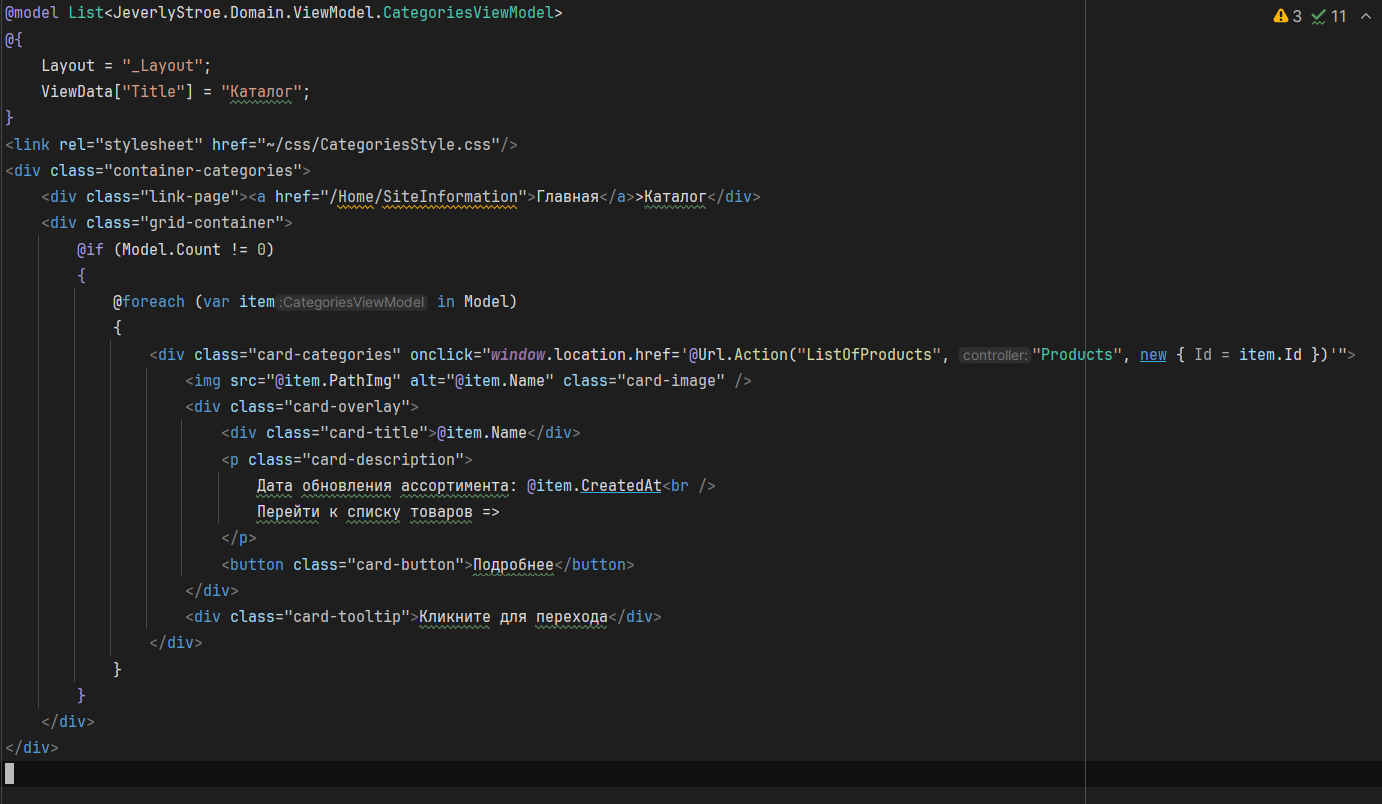 @model List<JeverlyStroe.Domain.ViewModel.CategoriesViewModel>
3 11
@{
    Layout = "_Layout";
    ViewData["Title"] = "Каталог";
}
<link rel="stylesheet" href="~/css/CategoriesStyle.css"/>
<div class="container-categories">
    <div class="link-page"><a href="/Home/SiteInformation">Главная</a>>Каталог</div>
    <div class="grid-container">
        @if (Model.Count != 0)
        {
            @foreach (var item :CategoriesViewModel in Model)
            {
                <div class="card-categories" onclick="window.location.href='@Url.Action("ListOfProducts", controller: "Products", new { Id = item.Id })'">
                    <img src="@item.PathImg" alt="@item.Name" class="card-image" />
                    <div class="card-overlay">
                        <div class="card-title">@item.Name</div>
                        <p class="card-description">
                            Дата обновления ассортимента: @item.CreatedAt<br />
                            Перейти к списку товаров =>
                        </p>
                        <button class="card-button">Подробнее</button>
                    </div>
                    <div class="card-tooltip">Кликните для перехода</div>
                </div>
            }
        }
    </div>
</div>